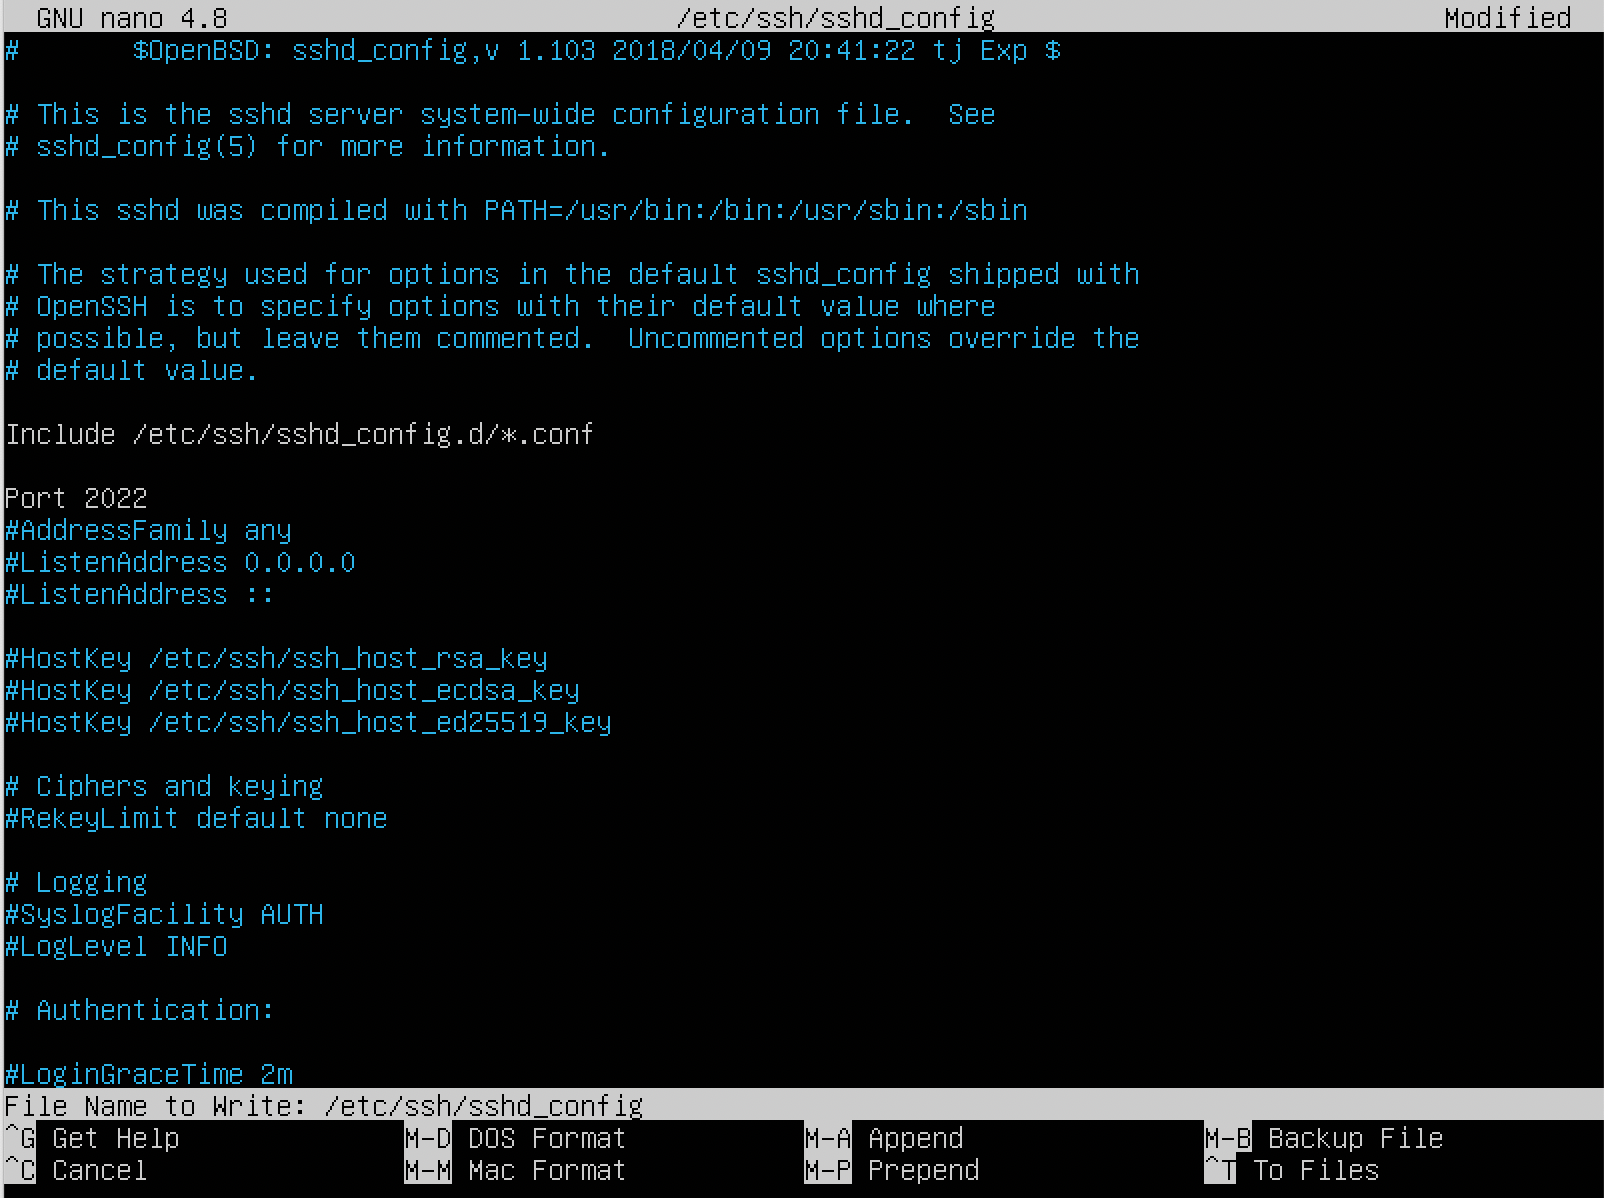 GNU nano 4.8 /etc/ssh/sshd_config Modified
# $OpenBSD: sshd_config,v 1.103 2018/04/09 20:41:22 tj Exp $
# This is the sshd server system-wide configuration file.  See
# sshd_config(5) for more information.
# This sshd was compiled with PATH=/usr/bin:/bin:/usr/sbin:/sbin
# The strategy used for options in the default sshd_config shipped with
# OpenSSH is to specify options with their default value where
# possible, but leave them commented.  Uncommented options override the
# default value.
Include /etc/ssh/sshd_config.d/*.conf
Port 2022
#AddressFamily any
#ListenAddress 0.0.0.0
#ListenAddress ::
#HostKey /etc/ssh/ssh_host_rsa_key
#HostKey /etc/ssh/ssh_host_ecdsa_key
#HostKey /etc/ssh/ssh_host_ed25519_key
# Ciphers and keying
#RekeyLimit default none
# Logging
#SyslogFacility AUTH
#LogLevel INFO
# Authentication:
#LoginGraceTime 2m
File Name to Write: /etc/ssh/sshd_config
^G Get Help M-D DOS Format M-A Append M-B Backup File
^C Cancel M-M Mac Format M-P Prepend ^T To Files